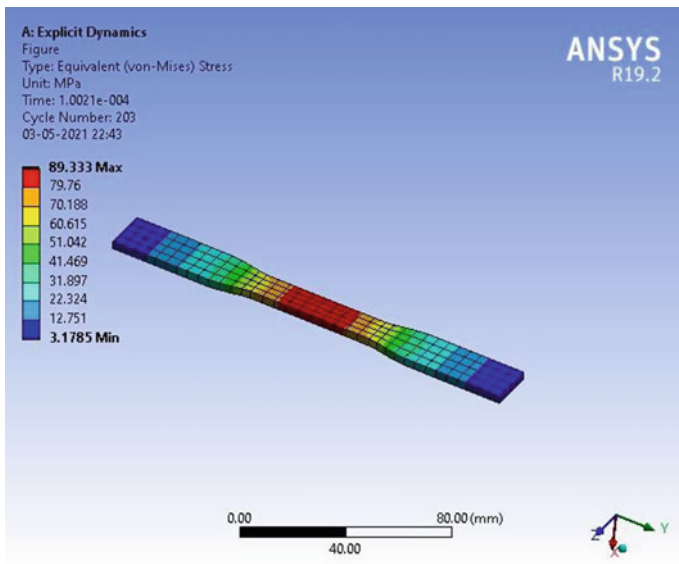 A: Explicit Dynamics
Figure
Type: Equivalent (von-Mises) Stress
Unit: MPa
Time: 1.0021e-004
Cycle Number: 203
03-05-2021 22:43
ANSYS
R19.2
89.333 Max
79.76
70.188
60.615
51.042
41.469
31.897
22.324
12.751
3.1785 Min
0.00 80.00 (mm)
40.00
Z X Y